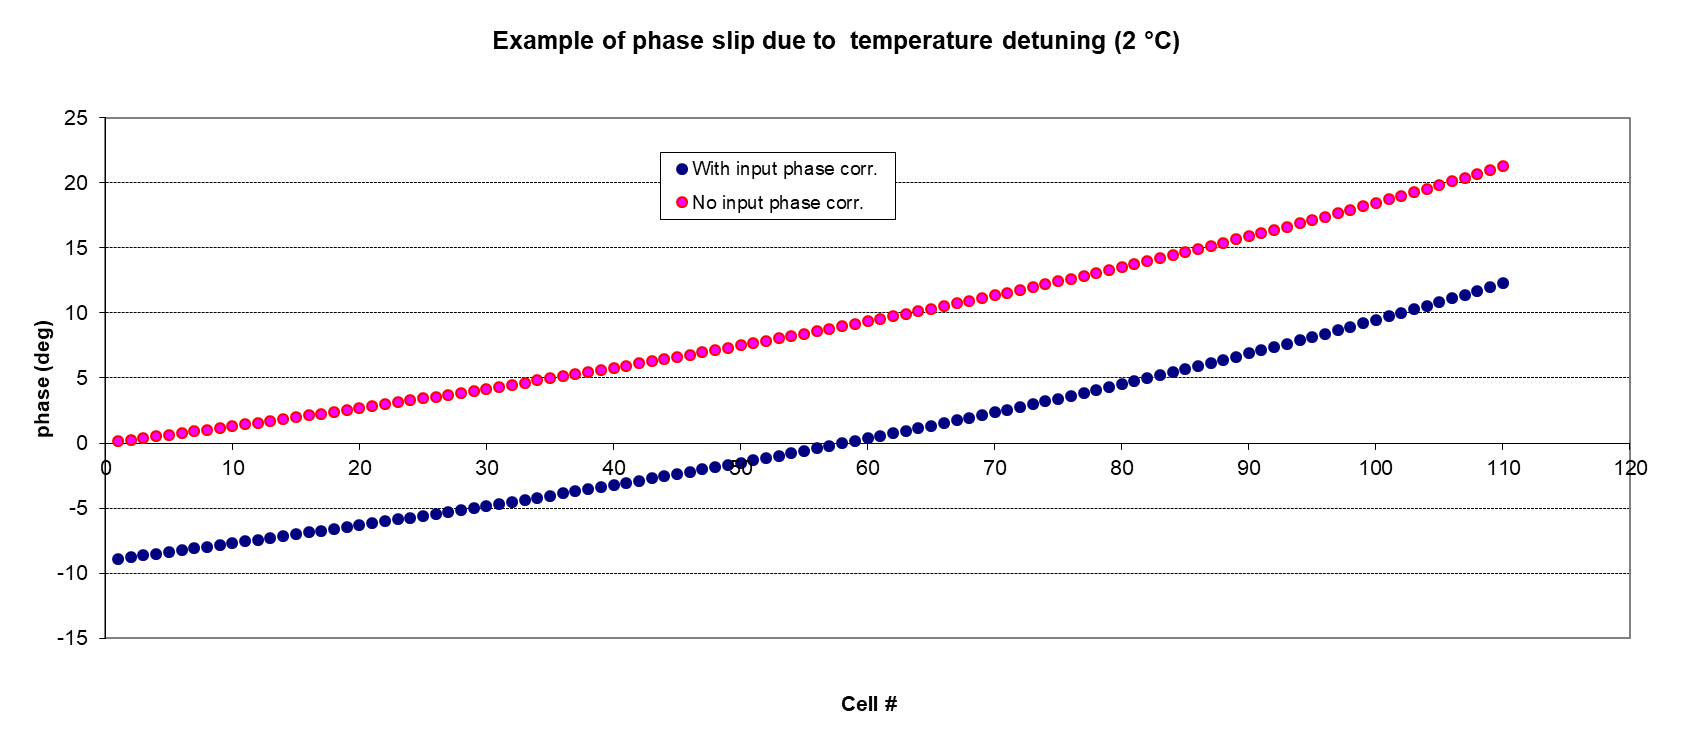 Example of phase slip due to  temperature detuning (2 °C)
25
With input phase corr.
20
No input phase corr.
15
10
phase (deg)
5
0
0 10 20 30 40 50 60 70 80 90 100 110 120
-5
-10
-15
Cell #